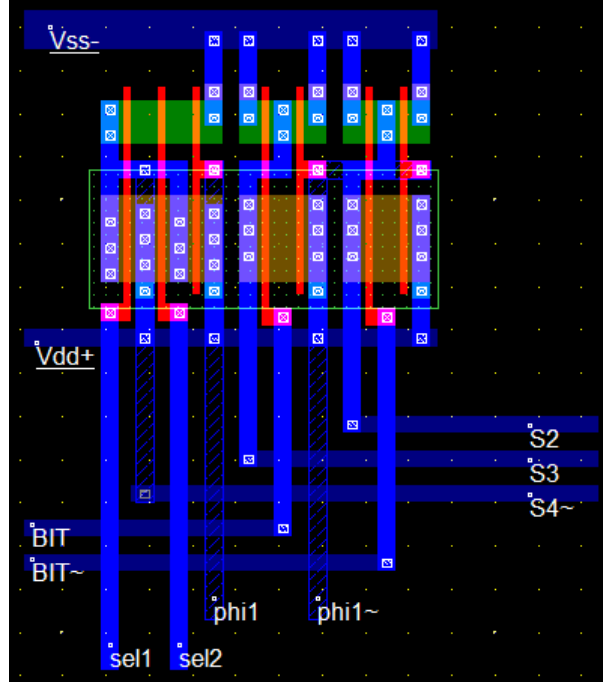 Vss-
Vdd+
S2
S3
S4~
BIT
BIT~
phi1
phi1~
sel1
sel2